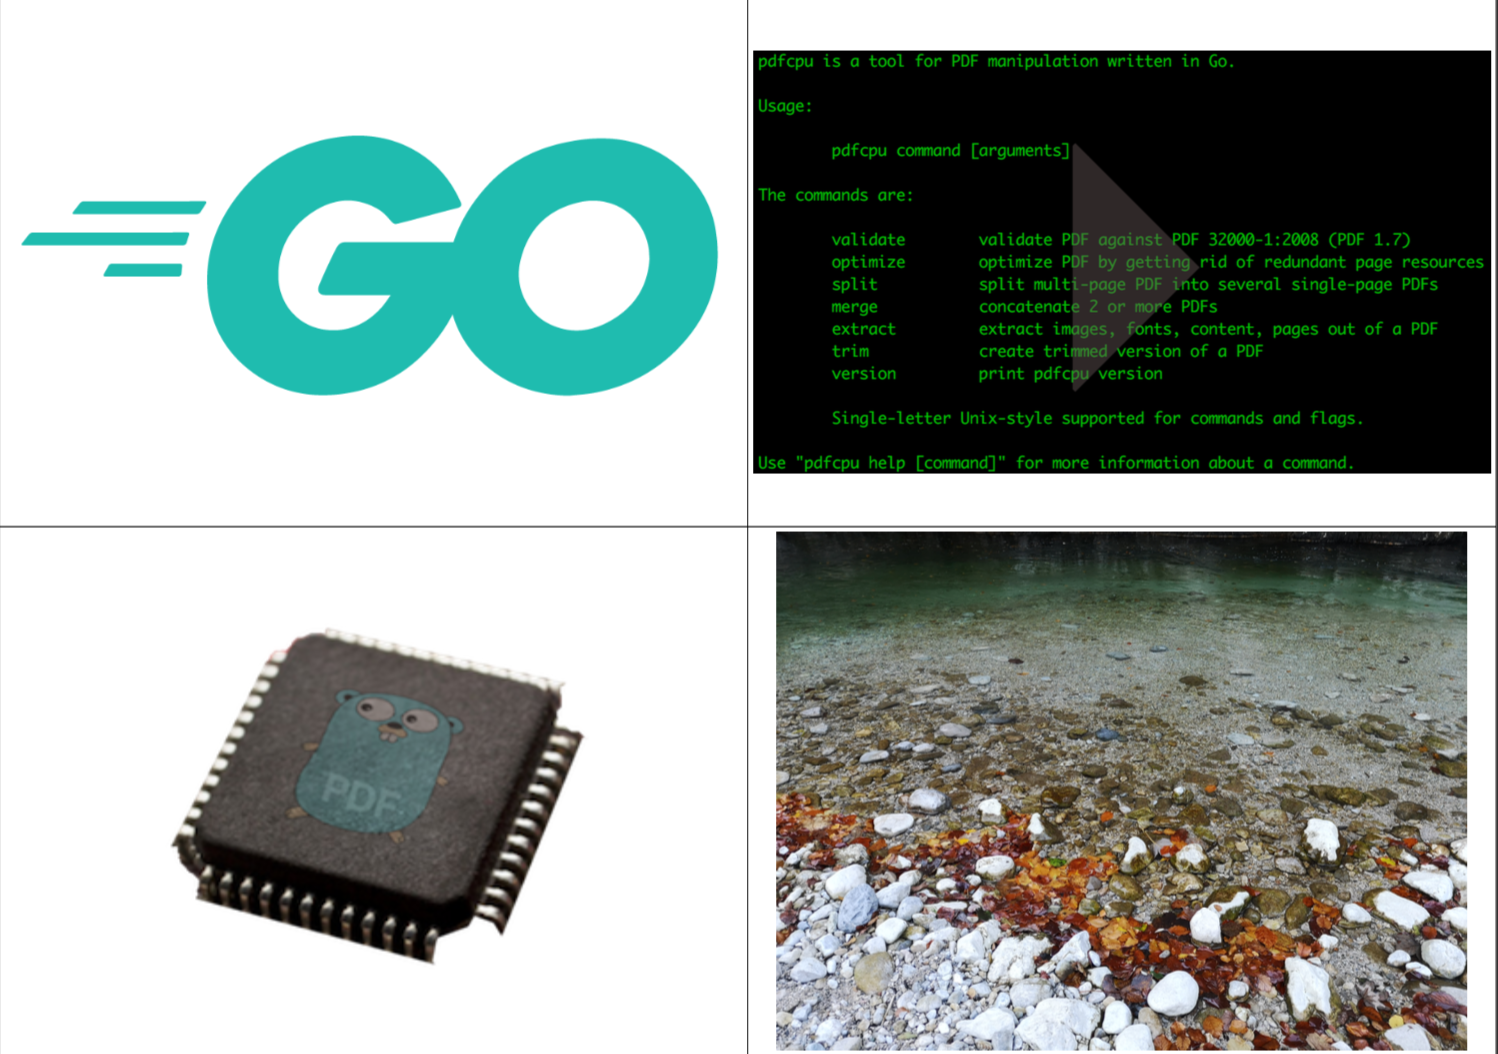 GO
pdfcpu is a tool for PDF manipulation written in Go.
Usage:
pdfcpu command [arguments]
The commands are:
validate validate PDF against PDF 32000-1:2008 (PDF 1.7)
optimize optimize PDF by getting rid of redundant page resources
split split multi-page PDF into several single-page PDFs
merge concatenate 2 or more PDFs
extract extract images, fonts, content, pages out of a PDF
trim create trimmed version of a PDF
version print pdfcpu version
Single-letter Unix-style supported for commands and flags.
Use "pdfcpu help [command]" for more information about a command.
PDF